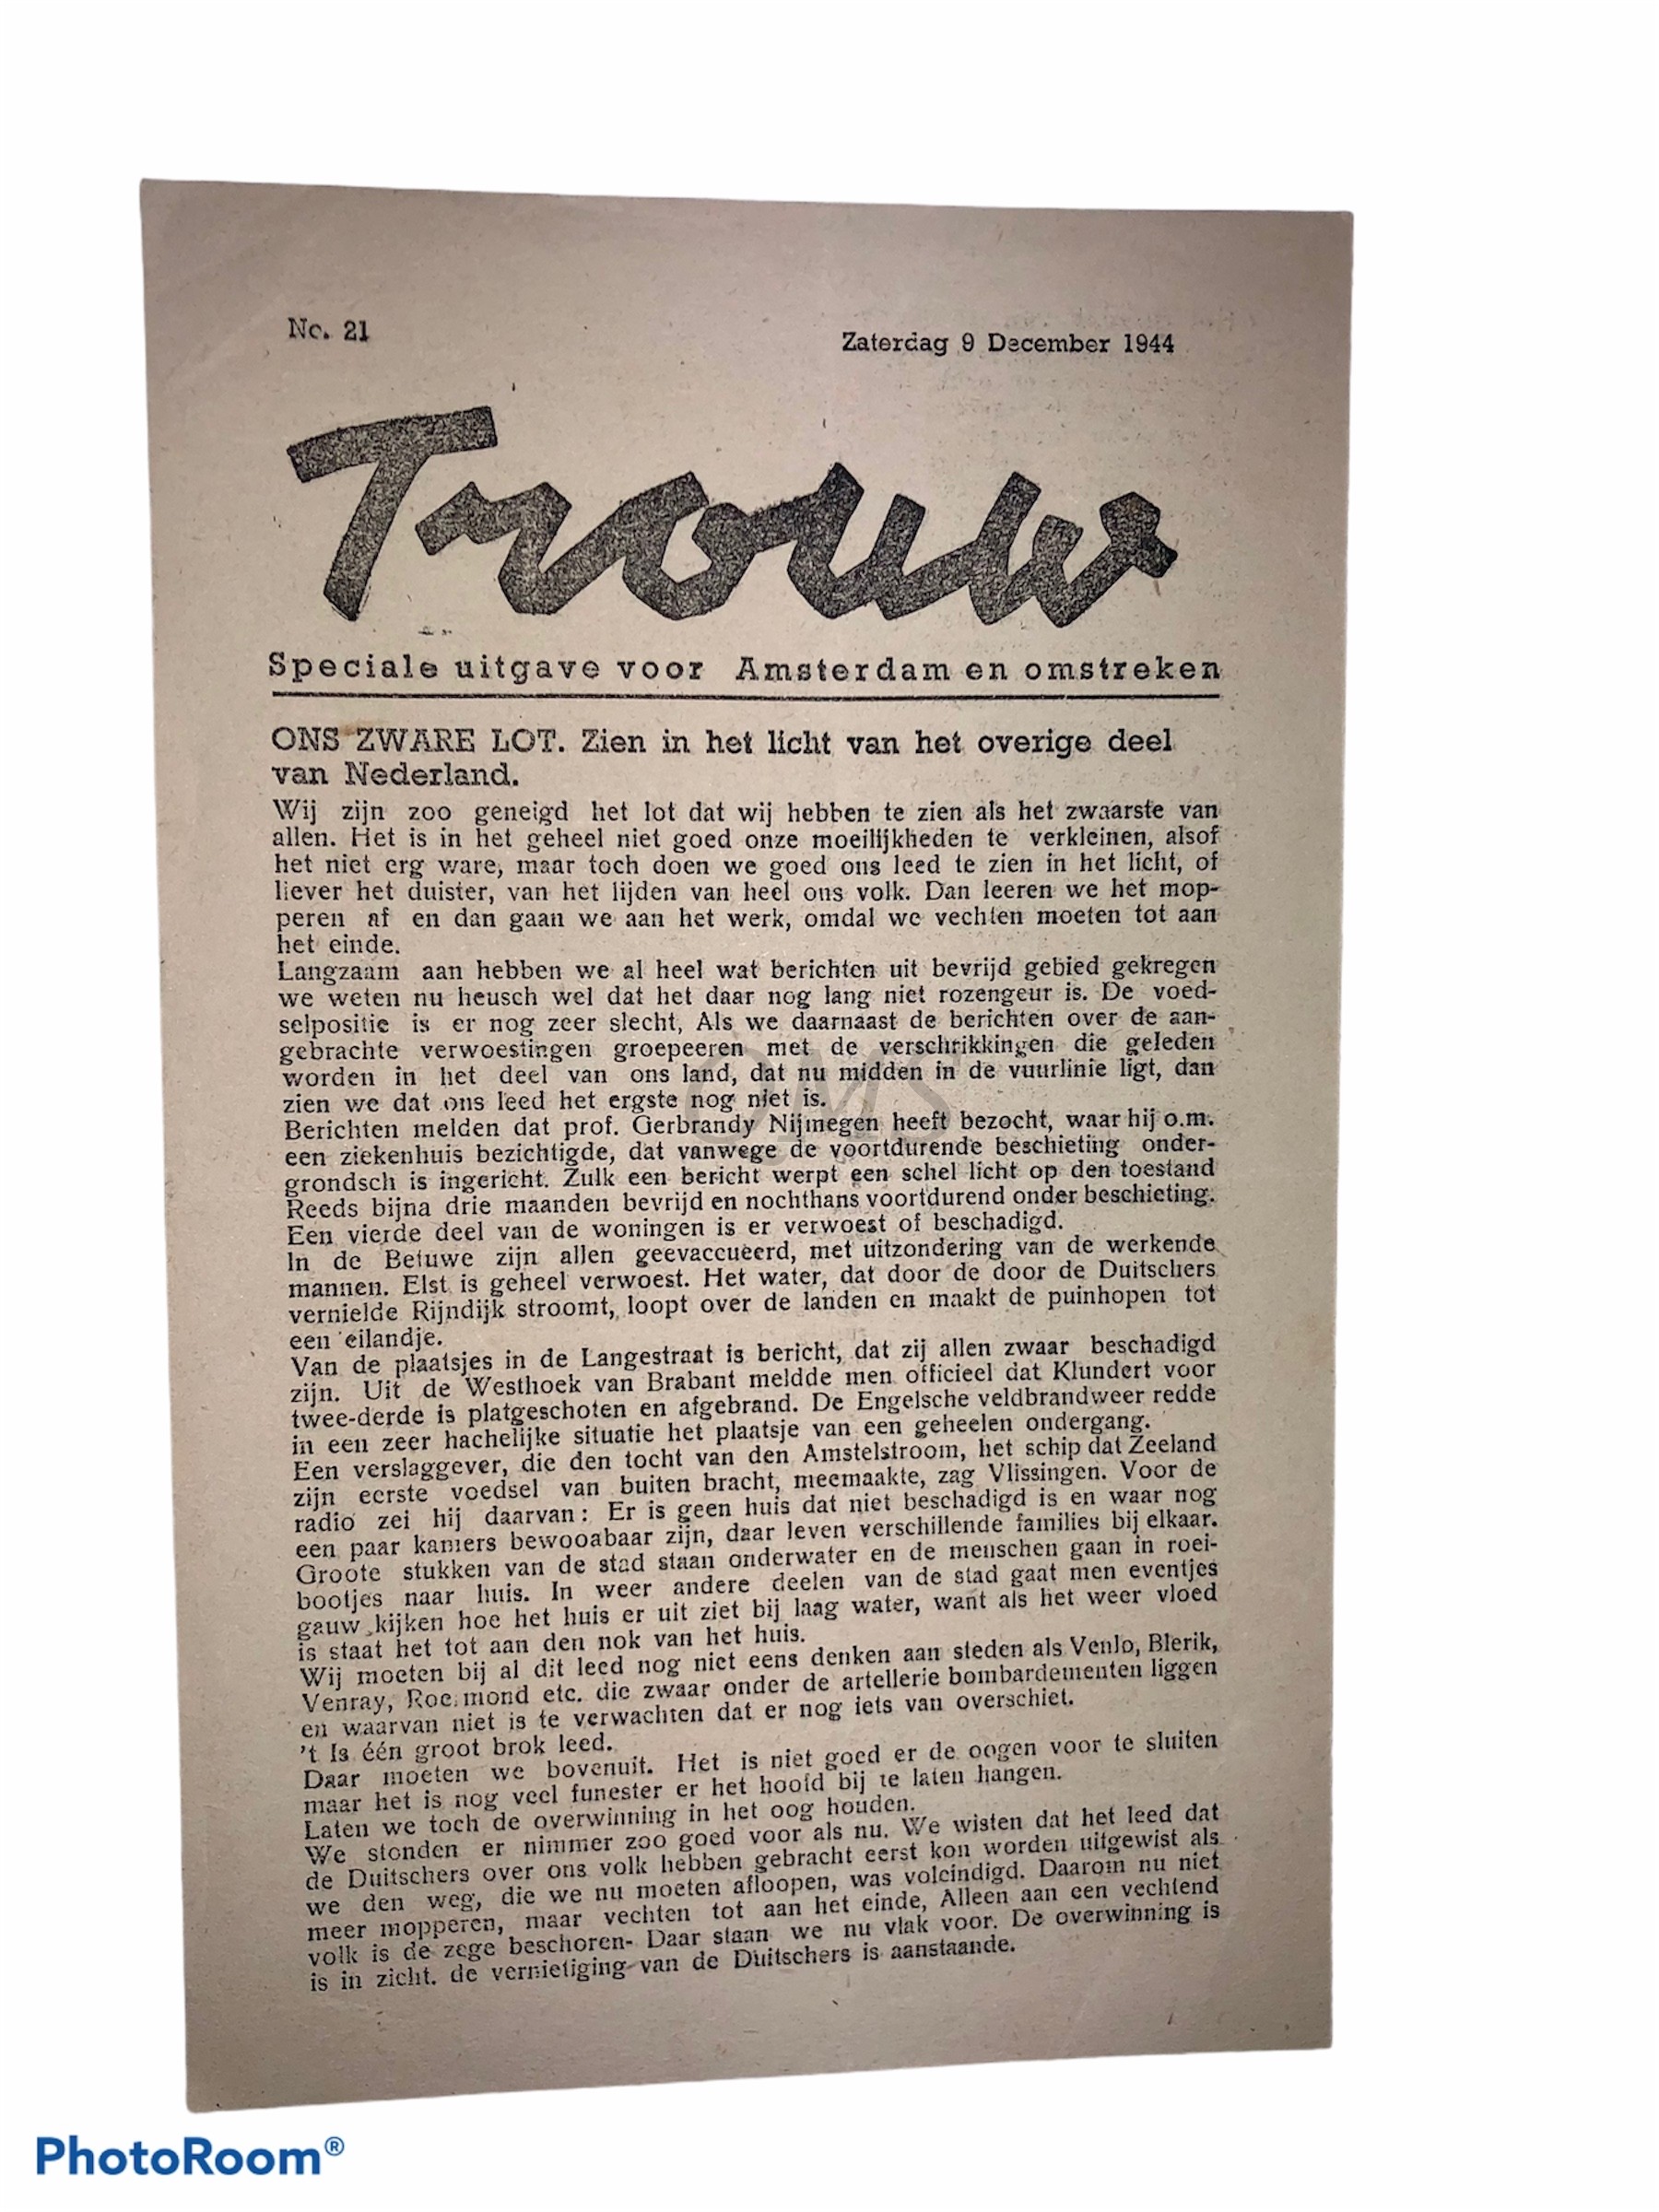 No. 21
Zaterdag 9 December 1944
Trouw
Speciale uitgave voor Amsterdam en omstreken
ONS ZWARE LOT. Zien in het licht van het overige deel
van Nederland.
Wij zijn zoo geneigd het lot dat wij hebben te zien als het zwaarste van
allen. Het is in het geheel niet goed onze moeilijkheden te verkleinen, alsof
het niet erg ware, maar toch doen we goed ons leed te zien in het licht, of
liever het duister, van het lijden van heel ons volk. Dan leeren we het mop-
peren af en dan gaan we aan het werk, omdal we vechten moeten tot aan
het einde.
Langzaam aan hebben we al heel wat berichten uit bevrijd gebied gekregen
we weten nu heusch wel dat het daar nog lang niet rozengeur is. De voed-
selpositie is er nog zeer slecht, Als we daarnaast de berichten over de aan-
gebrachte verwoestingen groepeeren met de verschrikkingen die geleden
worden in het deel van ons land, dat nu midden in de vuurlinie ligt, dan
zien we dat ons leed het ergste nog niet is.
OMS
Berichten melden dat prof. Gerbrandy Nijmegen heeft bezocht, waar hij o.m.
een ziekenhuis bezichtigde, dat vanwege de voortdurende beschieting onder-
grondsch is ingericht. Zulk een bericht werpt een schel licht op den toestand
Reeds bijna drie maanden bevrijd en nochthans voortdurend onder beschieting.
Een vierde deel van de woningen is er verwoest of beschadigd.
In de Betuwe zijn allen geevaccueerd, met uitzondering van de werkende
mannen. Elst is geheel verwoest. Het water, dat door de door de Duitschers
vernielde Rijndijk stroomt, loopt over de landen en maakt de puinhopen tot
een eilandje.
Van de plaatsjes in de Langestraat is bericht, dat zij allen zwaar beschadigd
zijn. Uit de Westhoek van Brabant meldde men officieel dat Klundert voor
twee-derde is platgeschoten en afgebrand. De Engelsche veldbrandweer redde
in een zeer hachelijke situatie het plaatsje van een geheelen ondergang.
Een verslaggever, die den tocht van den Amstelstroom, het schip dat Zeeland
zijn eerste voedsel van buiten bracht, meemaakte, zag Vlissingen. Voor de
radio zei hij daarvan: Er is geen huis dat niet beschadigd is en waar nog
een paar kamers bewooabaar zijn, daar leven verschillende families bij elkaar.
Groote stukken van de stad staan onderwater en de menschen gaan in roei-
bootjes naar huis. In weer andere deelen van de stad gaat men eventjes
gauw kijken hoe het huis er uit ziet bij laag water, want als het weer vloed
is staat het tot aan den nok van het huis.
Wij moeten bij al dit leed nog niet eens denken aan steden als Venlo, Blerik,
Venray, Roermond etc. die zwaar onder de artellerie bombardementen liggen
en waarvan niet is te verwachten dat er nog iets van overschiet.
't Is één groot brok leed.
Daar moeten we bovenuit. Het is niet goed er de oogen voor te sluiten
maar het is nog veel funester er het hoofd bij te laten hangen.
Laten we toch de overwinning in het oog houden.
We stonden er nimmer zoo goed voor als nu. We wisten dat het leed dat
de Duitschers over ons volk hebben gebracht eerst kon worden uitgewist als
we den weg, die we nu moeten afloopen, was voleindigd. Daarom nu niet
meer mopperen, maar vechten tot aan het einde, Alleen aan een vechtend
volk is de zege beschoren- Daar staan we nu vlak voor. De overwinning is
is in zicht. de vernietiging van de Duitschers is aanstaande.
PhotoRoom®